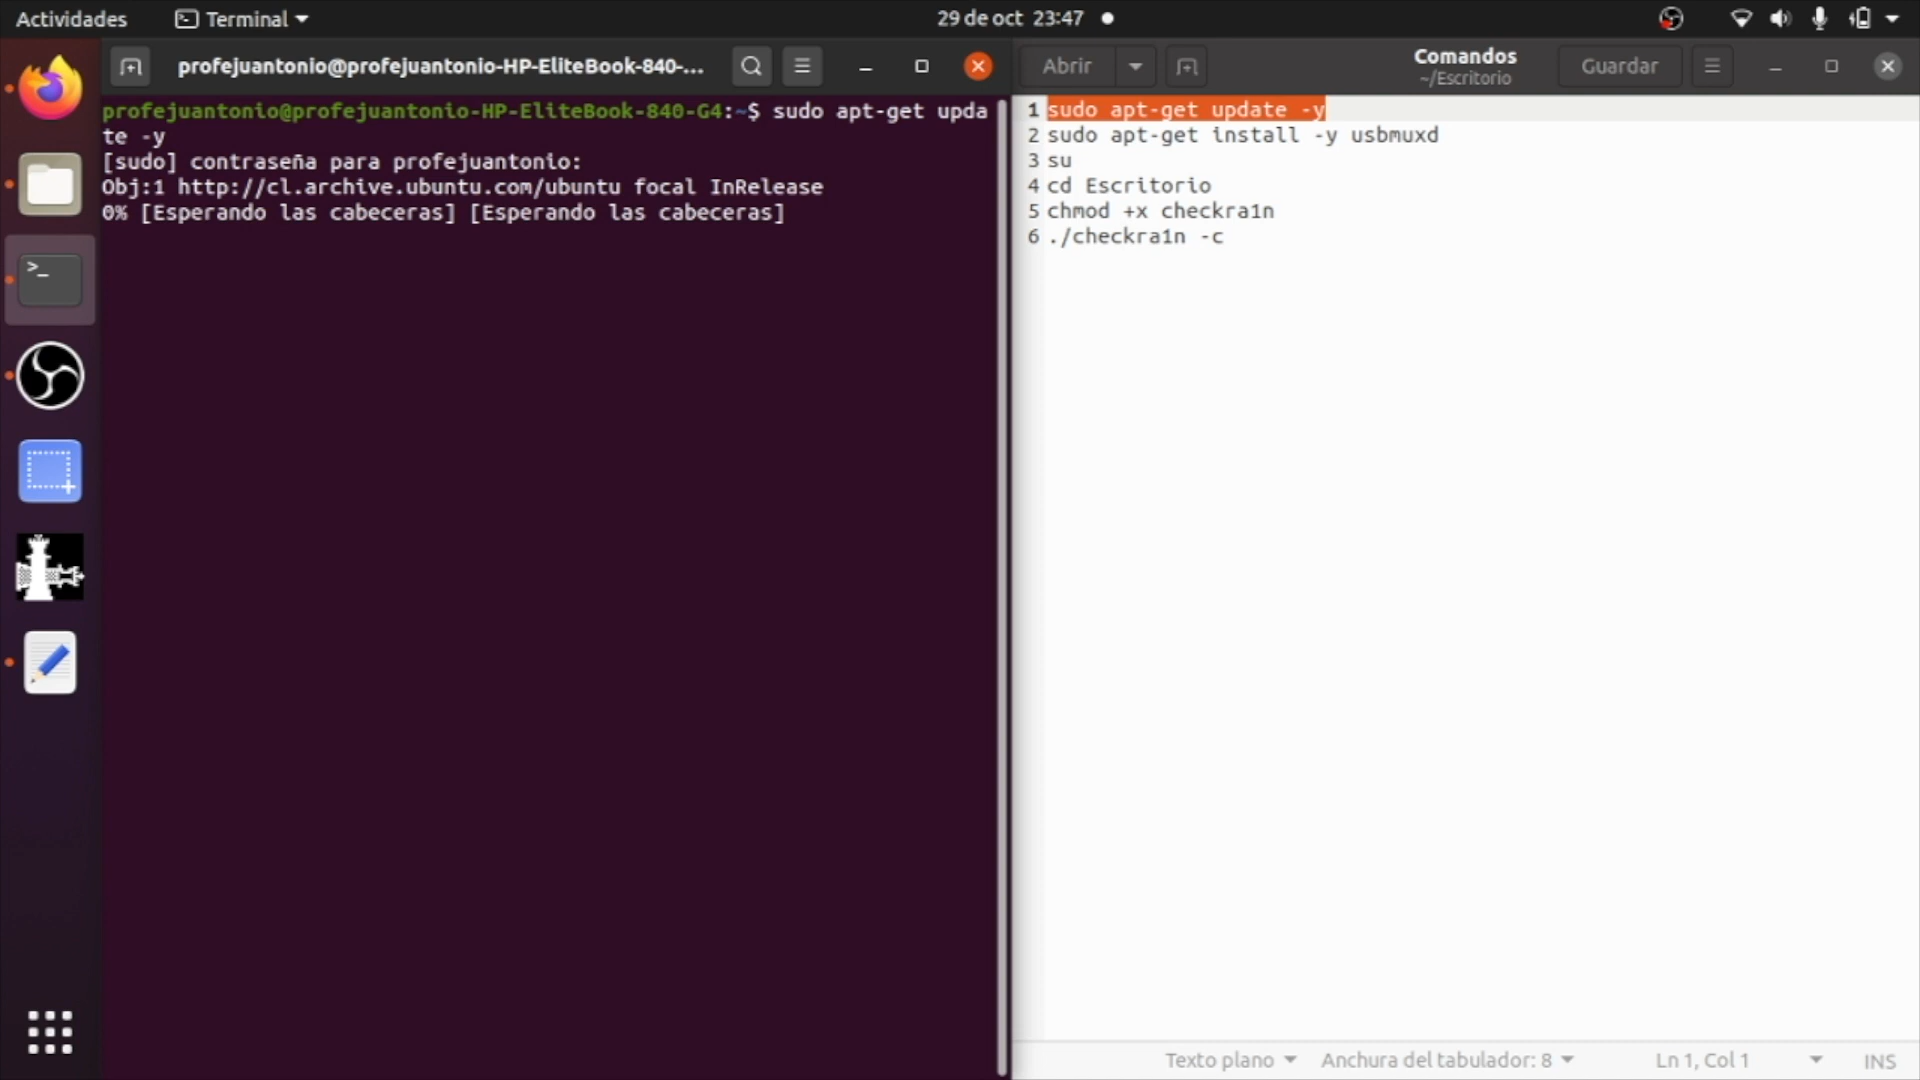 Actividades
Terminal
29 de oct 23:47
profejuantonio@profejuantonio-HP-EliteBook-840-...
Abrir
Comandos
~/Escritorio
Guardar
profejuantonio@profejuantonio-HP-EliteBook-840-G4:~$ sudo apt-get upda
te -y
[sudo] contraseña para profejuantonio:
Obj:1 http://cl.archive.ubuntu.com/ubuntu focal InRelease
0% [Esperando las cabeceras] [Esperando las cabeceras]
1 sudo apt-get update -y
2 sudo apt-get install -y usbmuxd
3 su
4 cd Escritorio
5 chmod +x checkra1n
6 ./checkra1n -c
Texto plano
Anchura del tabulador: 8
Ln 1, Col 1
INS